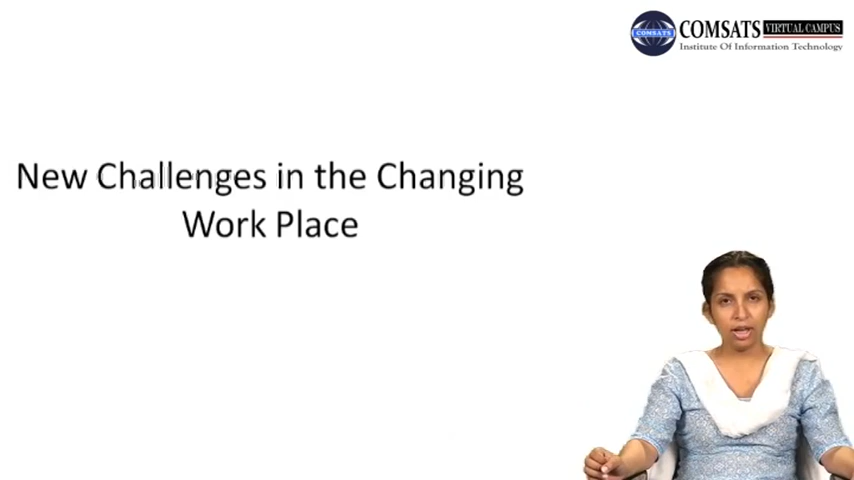 COMSATS COMSATS VIRTUAL CAMPUS
Institute Of Information Technology
New Challenges in the Changing
Work Place